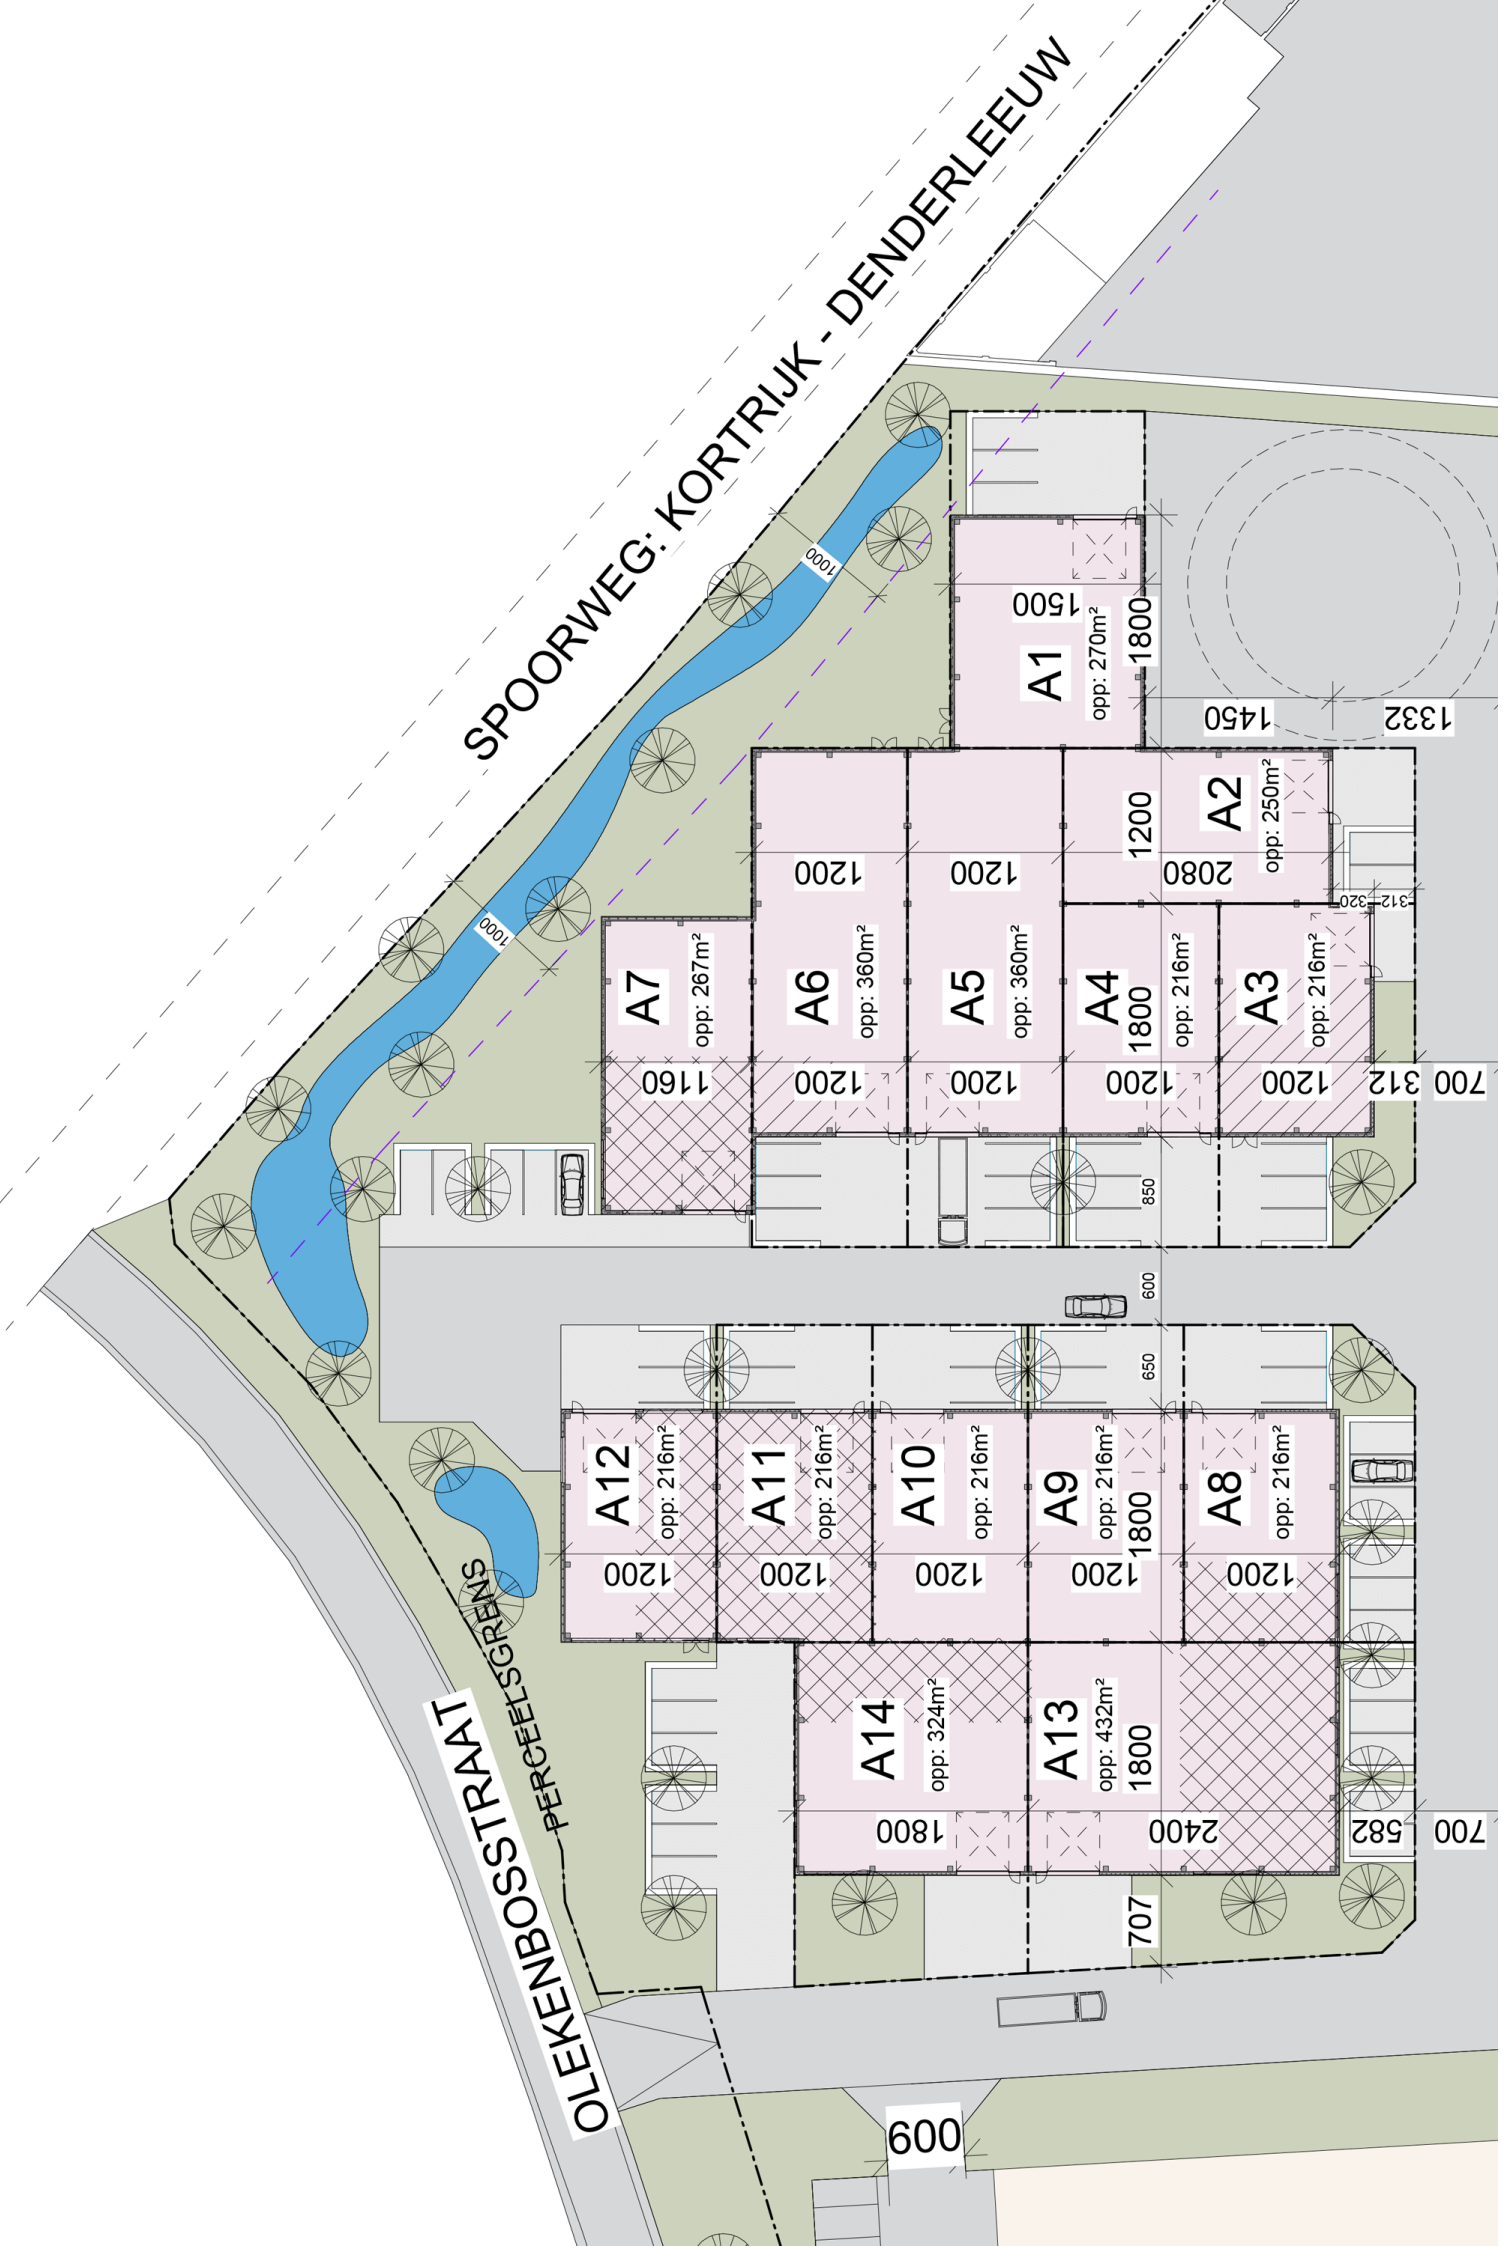 SPOORWEG: KORTRIJK - DENDERLEEUW
1000
1500
A1
opp: 270m²
1800
1450
1332
1200
A2
opp: 250m²
1200
1200
2080
320
312
1000
A7
opp: 267m²
A6
opp: 360m²
A5
opp: 360m²
A4
1800
opp: 216m²
A3
opp: 216m²
1160
1200
1200
1200
1200
312
700
850
600
650
A12
opp: 216m²
A11
opp: 216m²
A10
opp: 216m²
A9
opp: 216m²
1800
A8
opp: 216m²
1200
1200
1200
1200
1200
PERCEELSGRENS
OLEKENBOSSTRAAT
A14
opp: 324m²
A13
opp: 432m²
1800
1800
2400
582
700
707
600